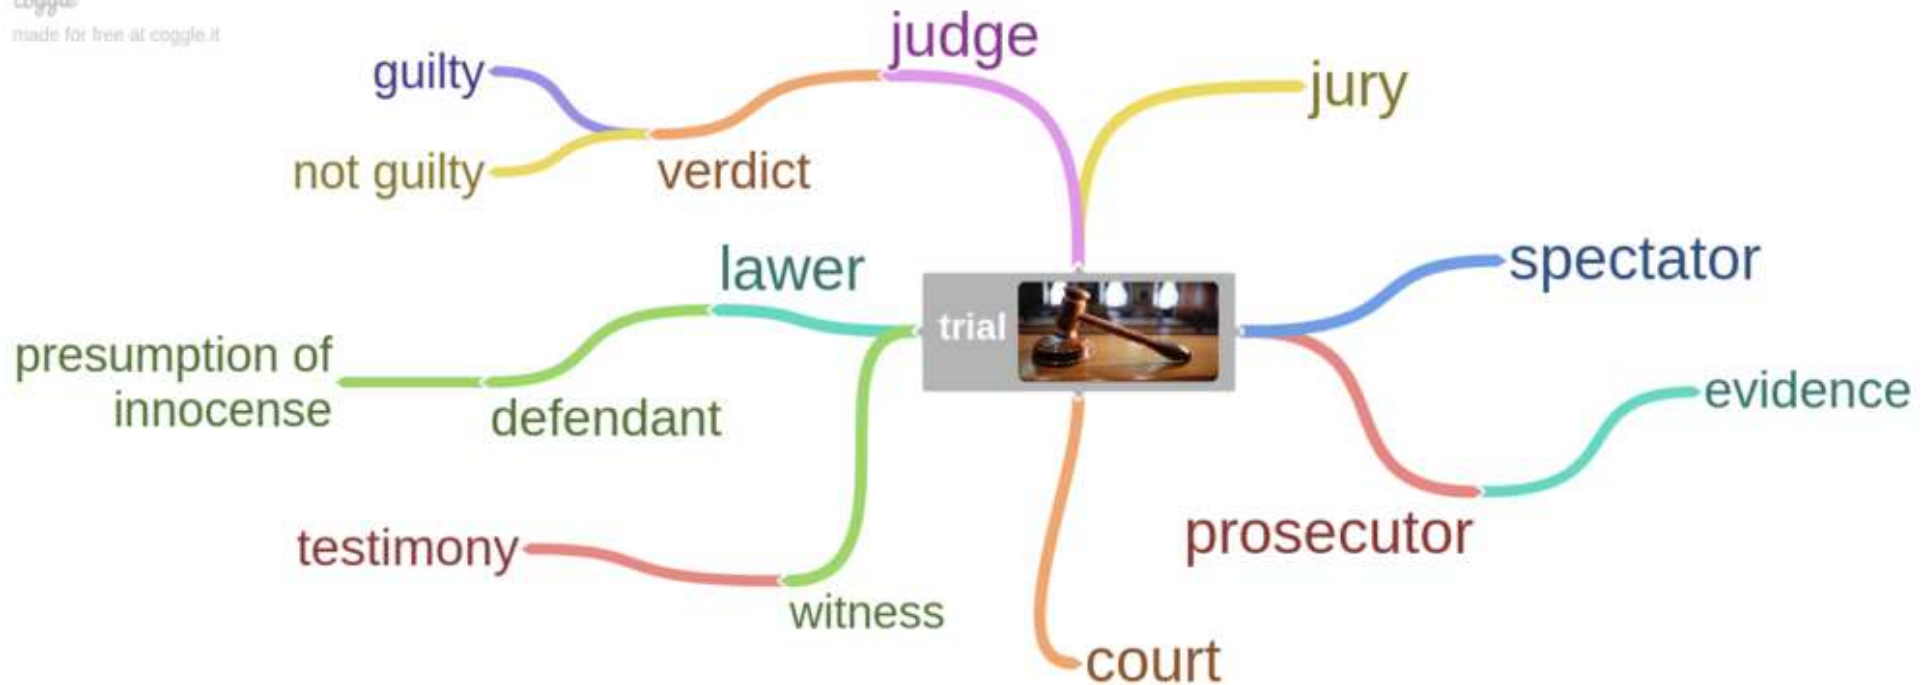 coggle
made for free at coggle.it
judge
jury
guilty
not guilty
verdict
lawer
spectator
trial
presumption of
innocense
defendant
evidence
testimony
prosecutor
witness
court